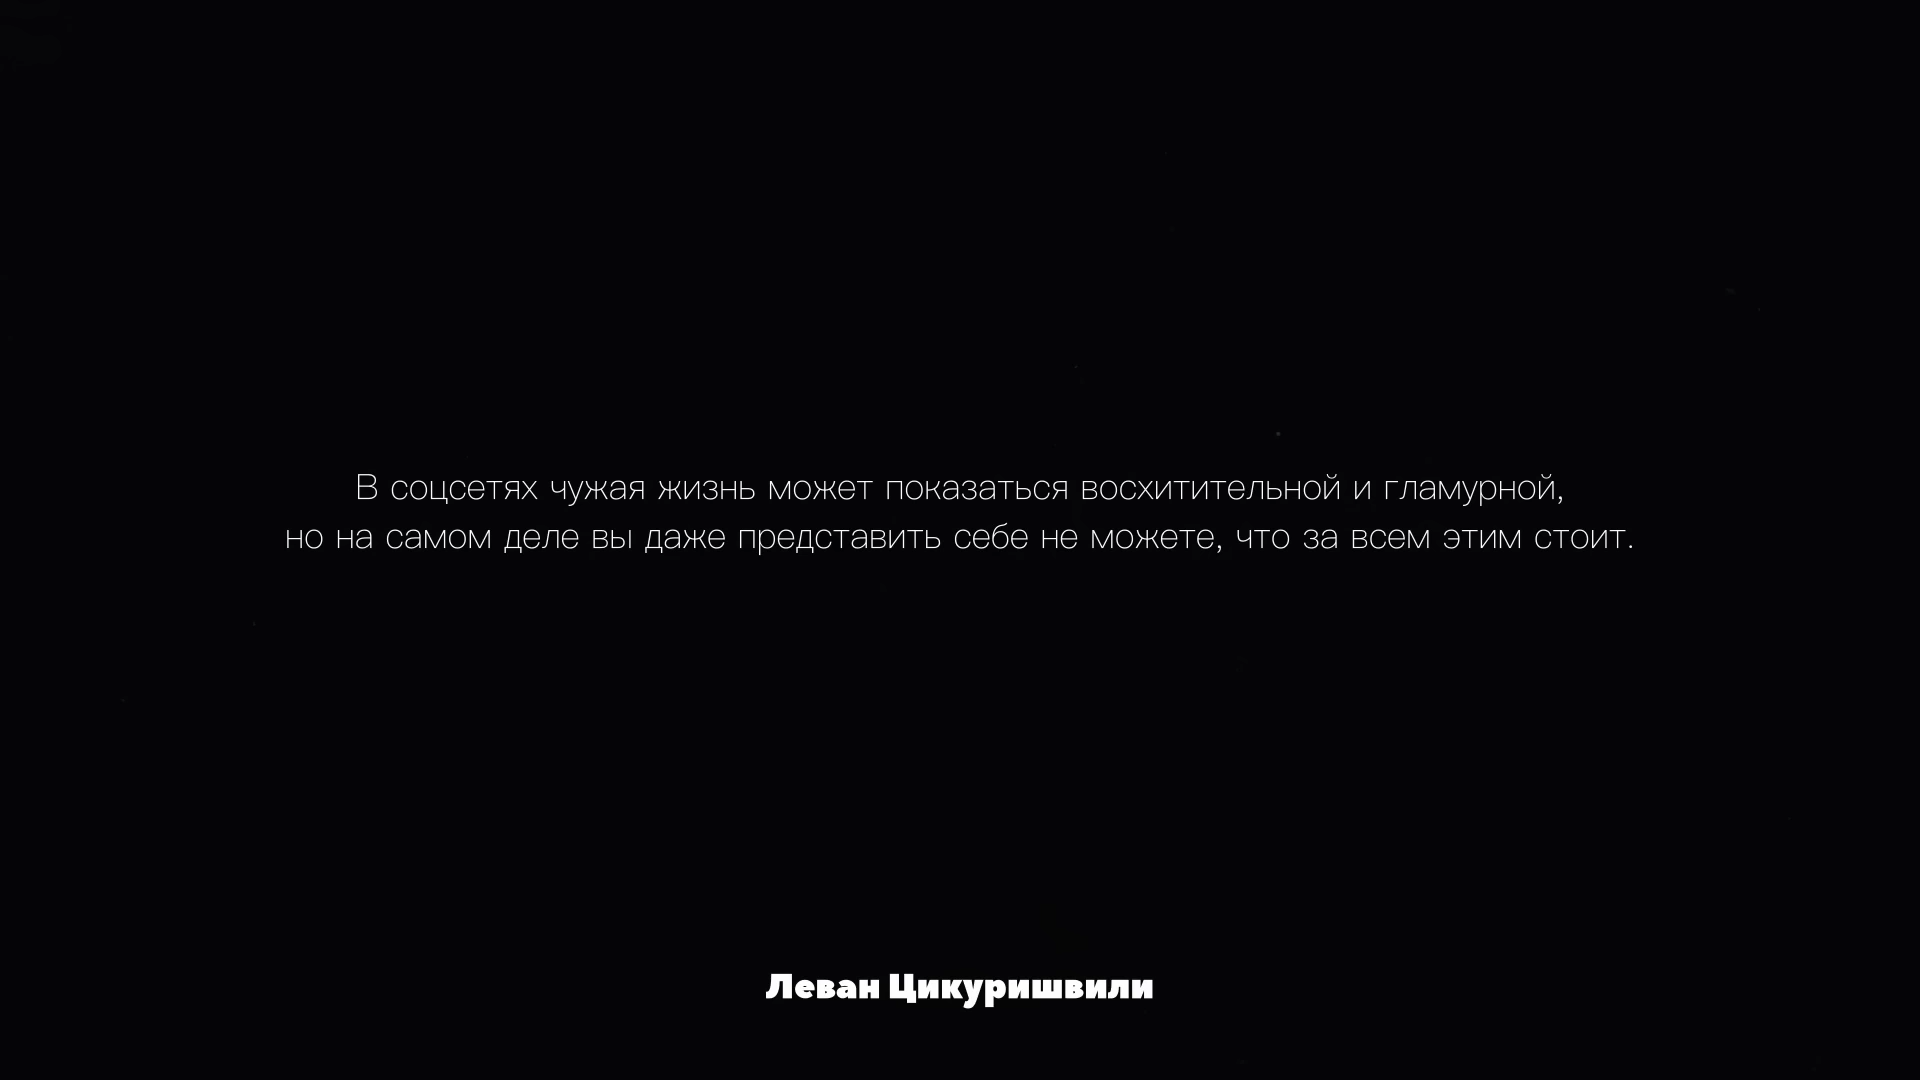 В соцсетях чужая жизнь может показаться восхитительной и гламурной,
но на самом деле вы даже представить себе не можете, что за всем этим стоит.
Леван Цикуришвили